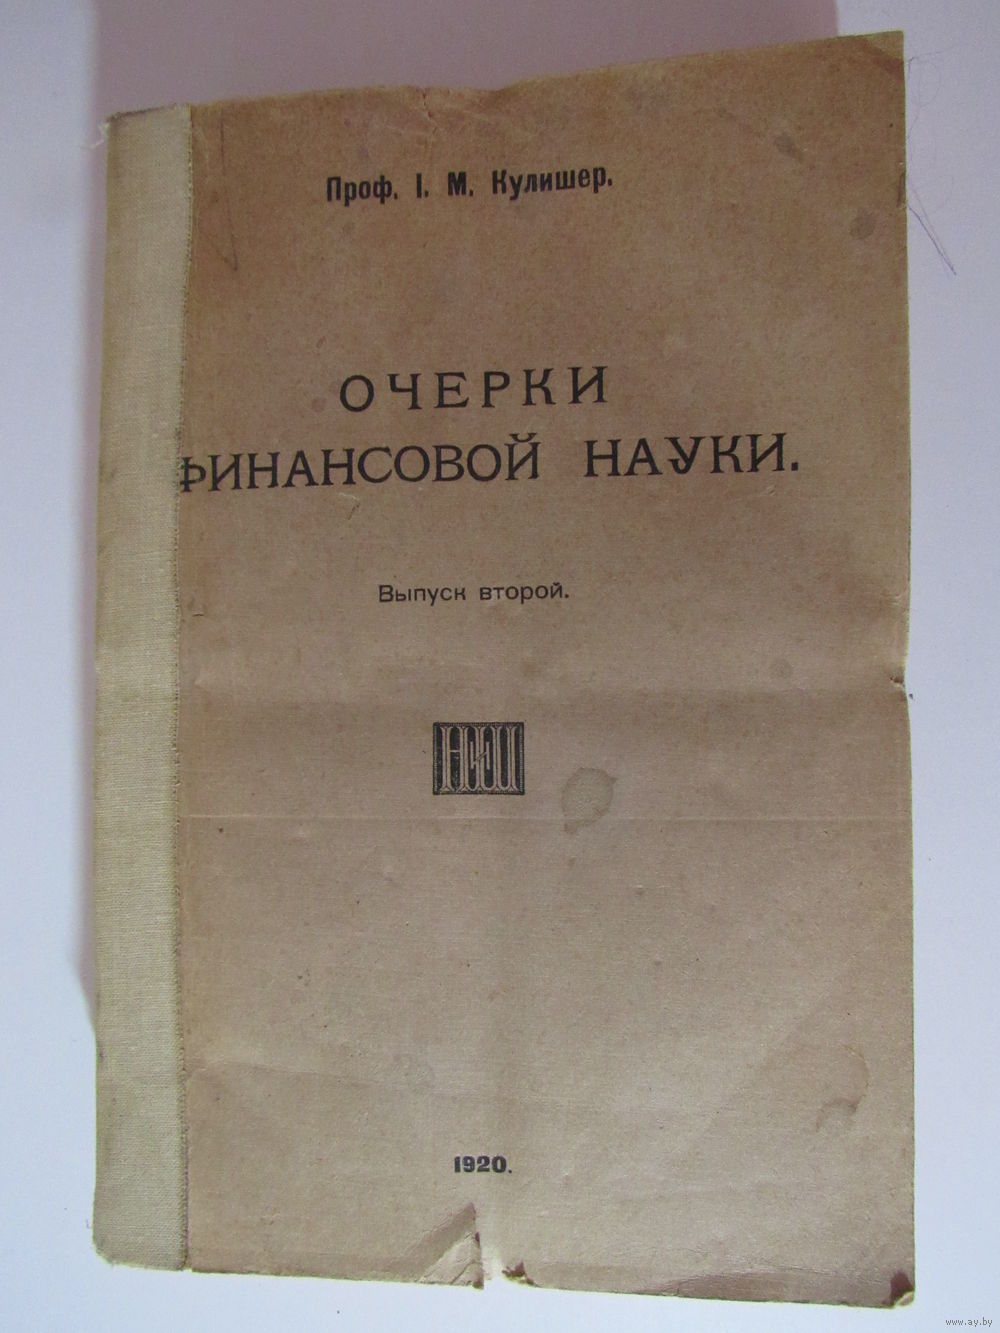 Проф. І. М. Кулишер.
ОЧЕРКИ
ФИНАНСОВОЙ НАУКИ.
Выпуск второй.
1920.
www.ay.by